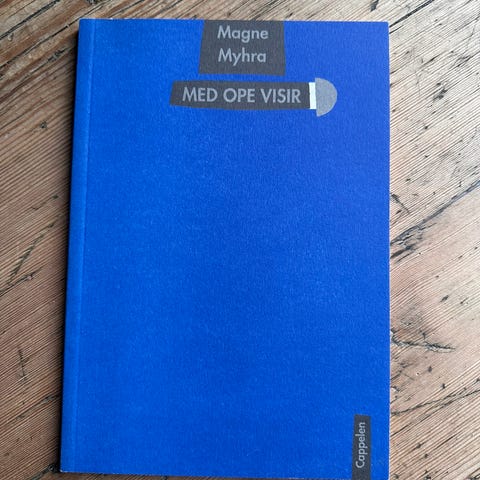 Magne
Myhra
MED OPE VISIR
Cappelen